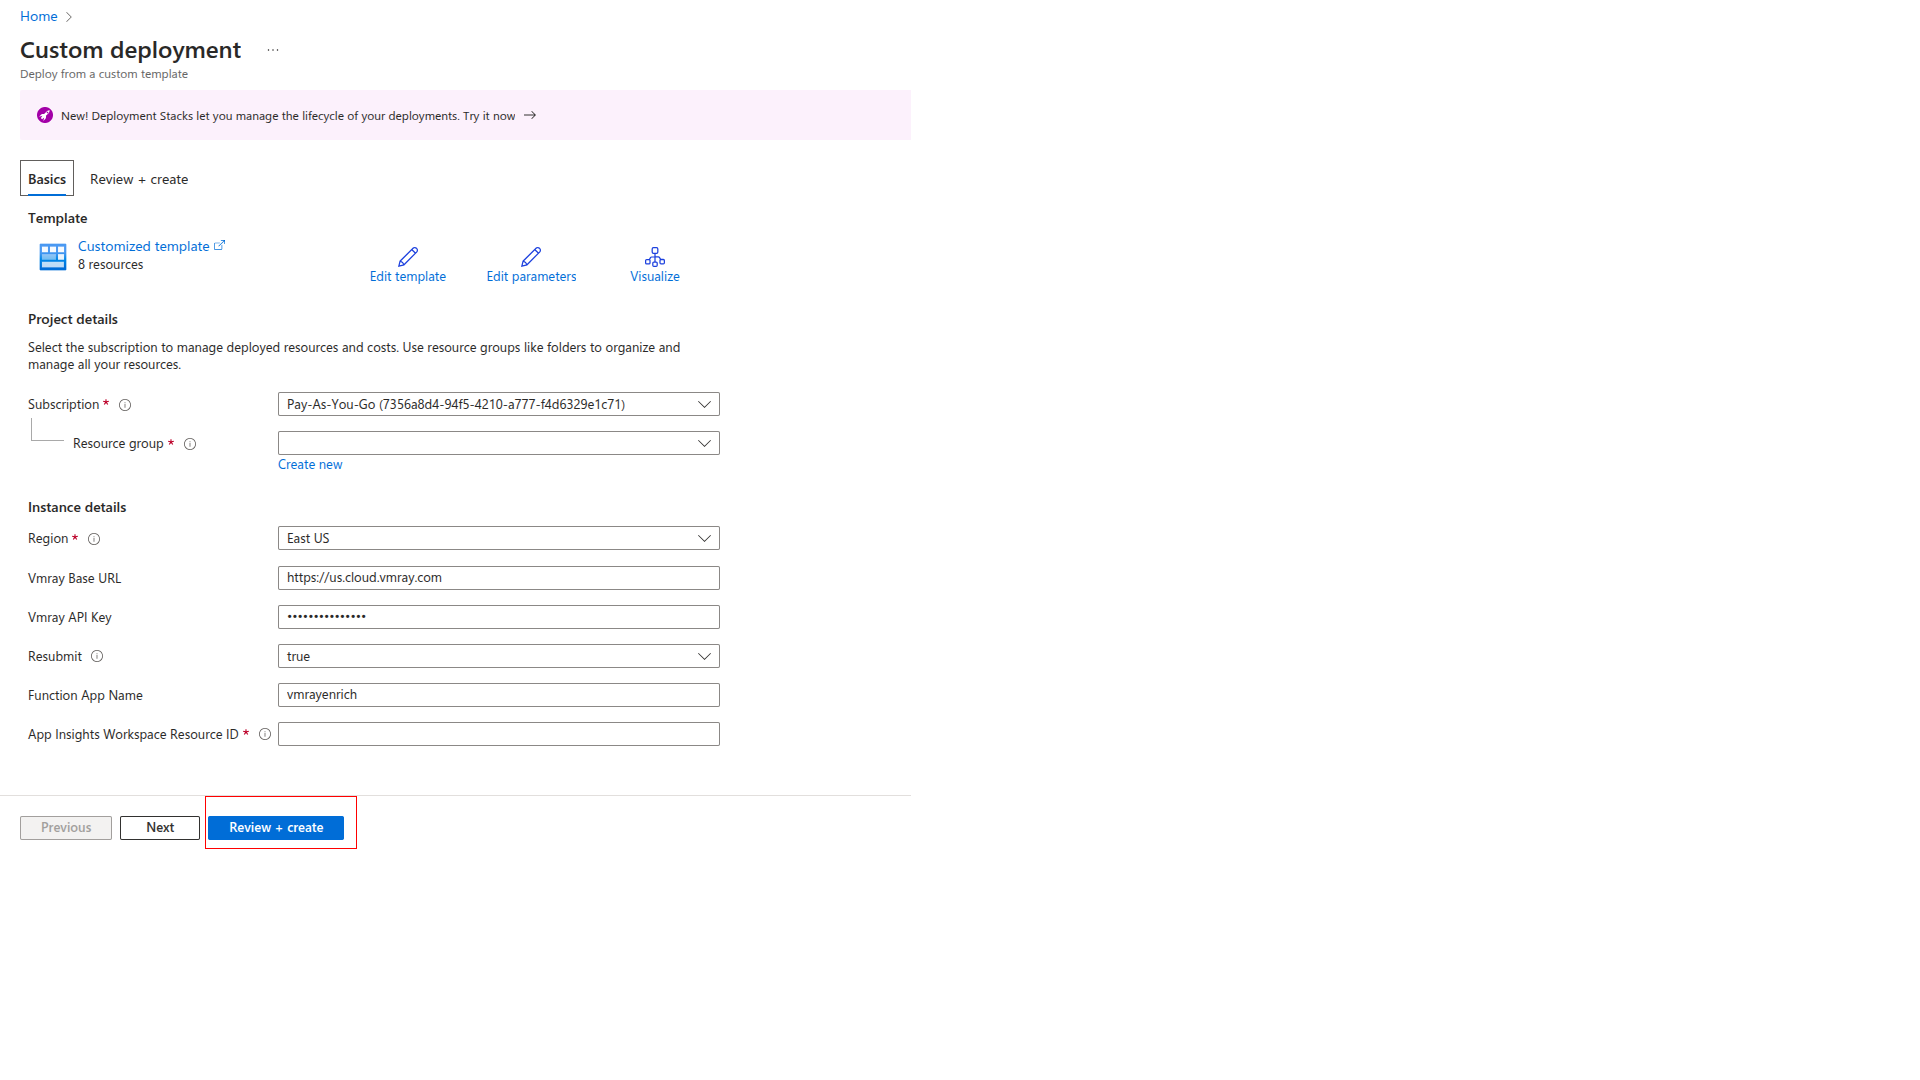 Home
Custom deployment ...
Deploy from a custom template
New! Deployment Stacks let you manage the lifecycle of your deployments. Try it now →
Basics Review + create
Template
Customized template
8 resources
Edit template Edit parameters Visualize
Project details
Select the subscription to manage deployed resources and costs. Use resource groups like folders to organize and
manage all your resources.
Subscription * Pay-As-You-Go (7356a8d4-94f5-4210-a777-f4d6329e1c71)
Resource group *
Create new
Instance details
Region * East US
Vmray Base URL https://us.cloud.vmray.com
Vmray API Key •••••••••••••••
Resubmit true
Function App Name vmrayenrich
App Insights Workspace Resource ID *
Previous Next Review + create